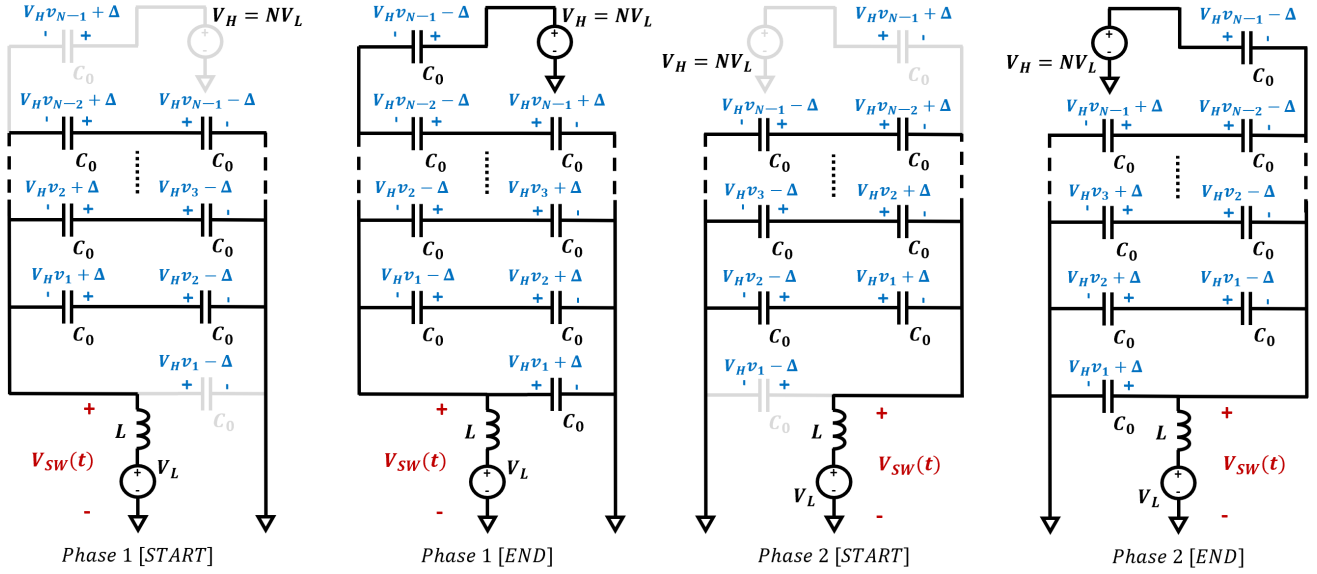 V_H v_{N−1} − Δ
- +
C_0
V_H = NV_L
+
-
V_H v_{N−2} + Δ
V_H v_{N−1} − Δ
- + + -
C_0 C_0
V_H v_2 + Δ
V_H v_3 − Δ
- + + -
C_0 C_0
V_H v_1 + Δ
V_H v_2 − Δ
- + + -
C_0 C_0
V_H v_1 − Δ
+ -
C_0
+
L
V_SW(t)
V_L
+
-
-
Phase 1 [START]
V_H v_{N−1} − Δ
- +
C_0
V_H = NV_L
+
-
V_H v_{N−2} − Δ
V_H v_{N−1} + Δ
- + + -
C_0 C_0
V_H v_2 − Δ
V_H v_3 + Δ
- + + -
C_0 C_0
V_H v_1 − Δ
V_H v_2 + Δ
- + + -
C_0 C_0
V_H v_1 + Δ
+ -
C_0
+
L
V_SW(t)
V_L
+
-
-
Phase 1 [END]
V_H v_{N−1} + Δ
+ -
C_0
V_H = NV_L
+
-
V_H v_{N−1} − Δ
V_H v_{N−2} + Δ
- + + -
C_0 C_0
V_H v_3 − Δ
V_H v_2 + Δ
- + + -
C_0 C_0
V_H v_2 − Δ
V_H v_1 + Δ
- + + -
C_0 C_0
V_H v_1 − Δ
- +
C_0
+
L
V_SW(t)
V_L
+
-
-
Phase 2 [START]
V_H v_{N−1} − Δ
+ -
C_0
V_H = NV_L
+
-
V_H v_{N−1} + Δ
V_H v_{N−2} − Δ
- + + -
C_0 C_0
V_H v_3 + Δ
V_H v_2 − Δ
- + + -
C_0 C_0
V_H v_2 + Δ
V_H v_1 − Δ
- + + -
C_0 C_0
V_H v_1 + Δ
- +
C_0
+
L
V_SW(t)
V_L
+
-
-
Phase 2 [END]